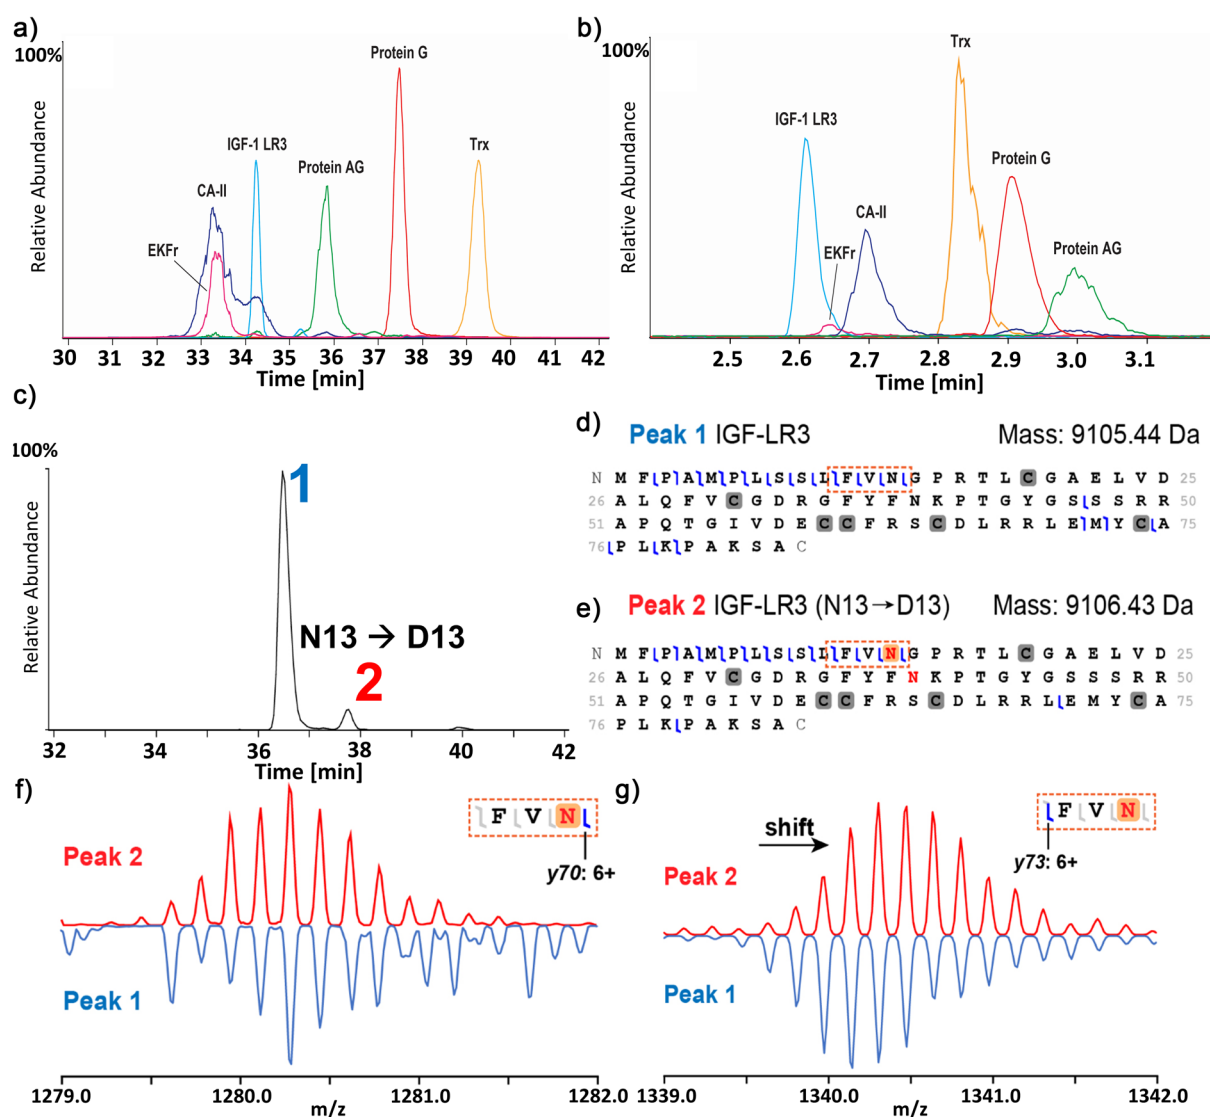 a)
100%
Relative Abundance
CA-II
EKFr
IGF-1 LR3
Protein AG
Protein G
Trx
30 31 32 33 34 35 36 37 38 39 40 41 42
Time [min]
b)
100%
Relative Abundance
IGF-1 LR3
EKFr
CA-II
Trx
Protein G
Protein AG
2.5 2.6 2.7 2.8 2.9 3.0 3.1
Time [min]
c)
100%
Relative Abundance
1
N13 → D13
2
32 34 36 38 40 42
Time [min]
d) Peak 1 IGF-LR3 Mass: 9105.44 Da
N M F P A M P L S S L F V N G P R T L C G A E L V D 25
26 A L Q F V C G D R G F Y F N K P T G Y G S S S R R 50
51 A P Q T G I V D E C C F R S C D L R R L E M Y C A 75
76 P L K P A K S A C
e) Peak 2 IGF-LR3 (N13→D13) Mass: 9106.43 Da
N M F P A M P L S S L F V N G P R T L C G A E L V D 25
26 A L Q F V C G D R G F Y F N K P T G Y G S S S R R 50
51 A P Q T G I V D E C C F R S C D L R R L E M Y C A 75
76 P L K P A K S A C
f)
F V N
y70: 6+
Peak 2
Peak 1
1279.0 1280.0 1281.0 1282.0
m/z
g)
F V N
y73: 6+
shift
Peak 2
Peak 1
1339.0 1340.0 1341.0 1342.0
m/z